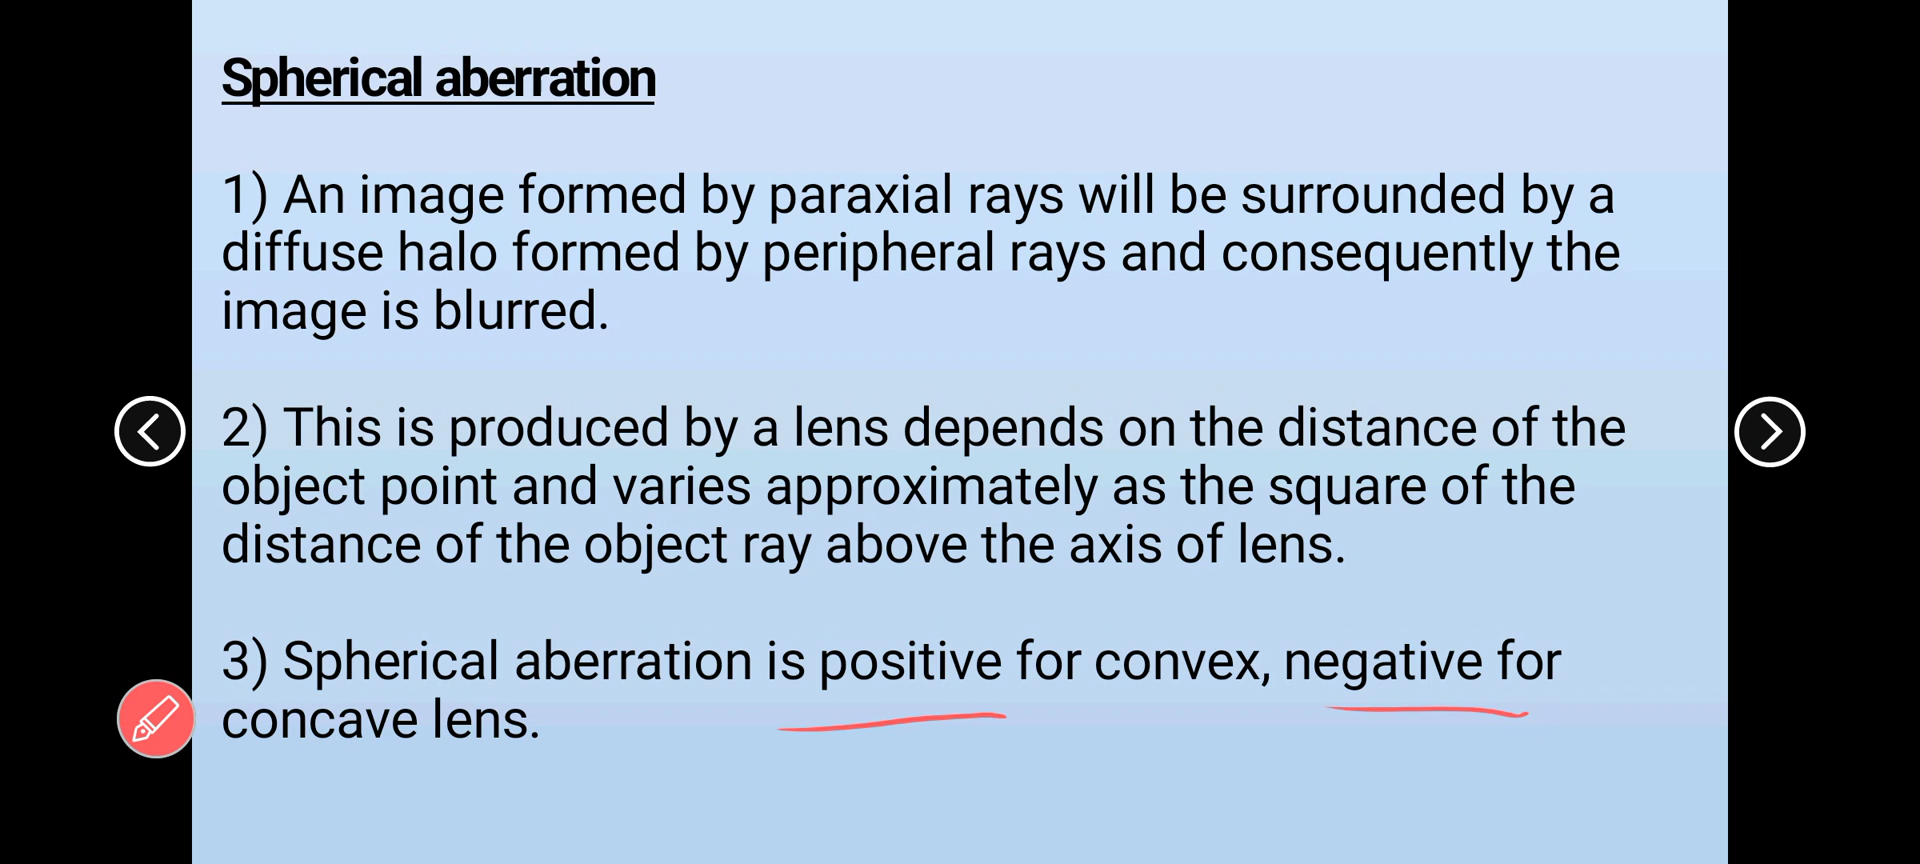 Spherical aberration
1) An image formed by paraxial rays will be surrounded by a
diffuse halo formed by peripheral rays and consequently the
image is blurred.
2) This is produced by a lens depends on the distance of the
object point and varies approximately as the square of the
distance of the object ray above the axis of lens.
3) Spherical aberration is positive for convex, negative for
concave lens.